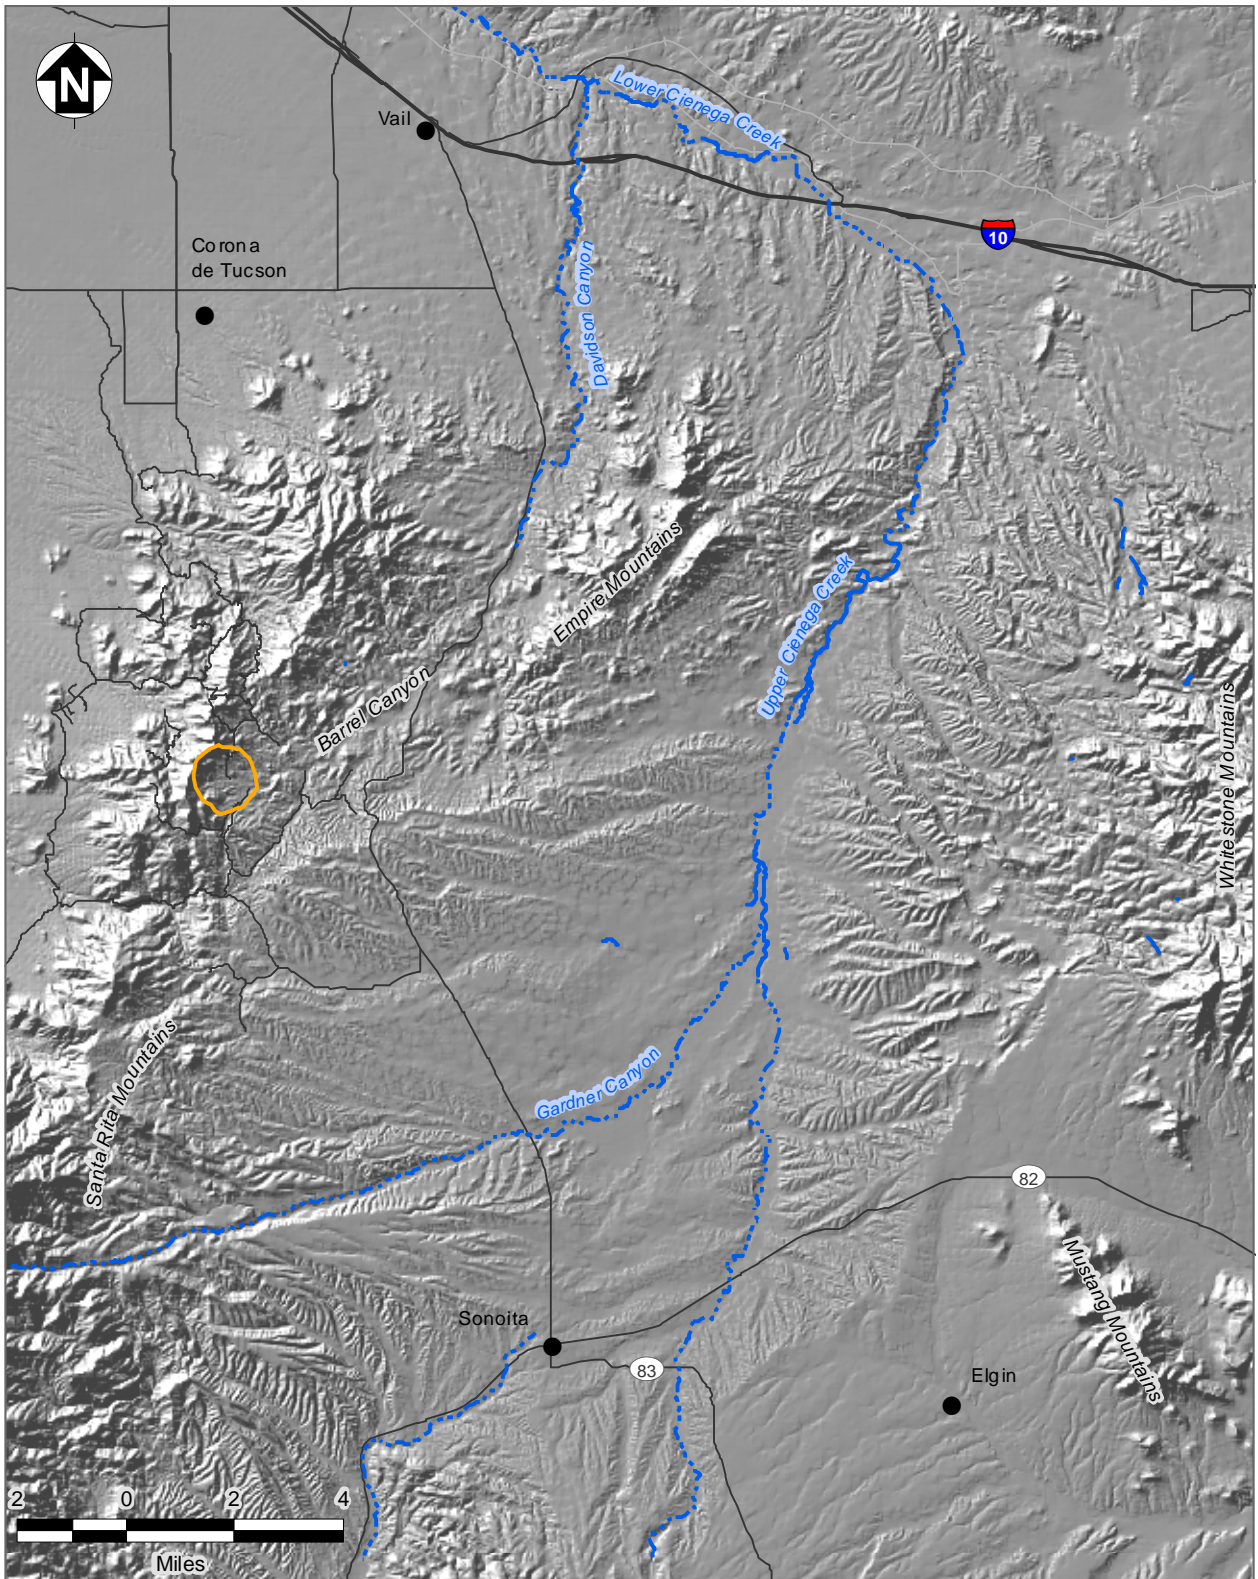 N
Lower Cienega Creek
Vail
10
Corona
de Tucson
Davidson Canyon
Empire Mountains
Upper Cienega Creek
Barrel Canyon
Whitestone Mountains
Santa Rita Mountains
Gardner Canyon
82
Mustang Mountains
Sonoita
83
Elgin
2 0 2 4
Miles